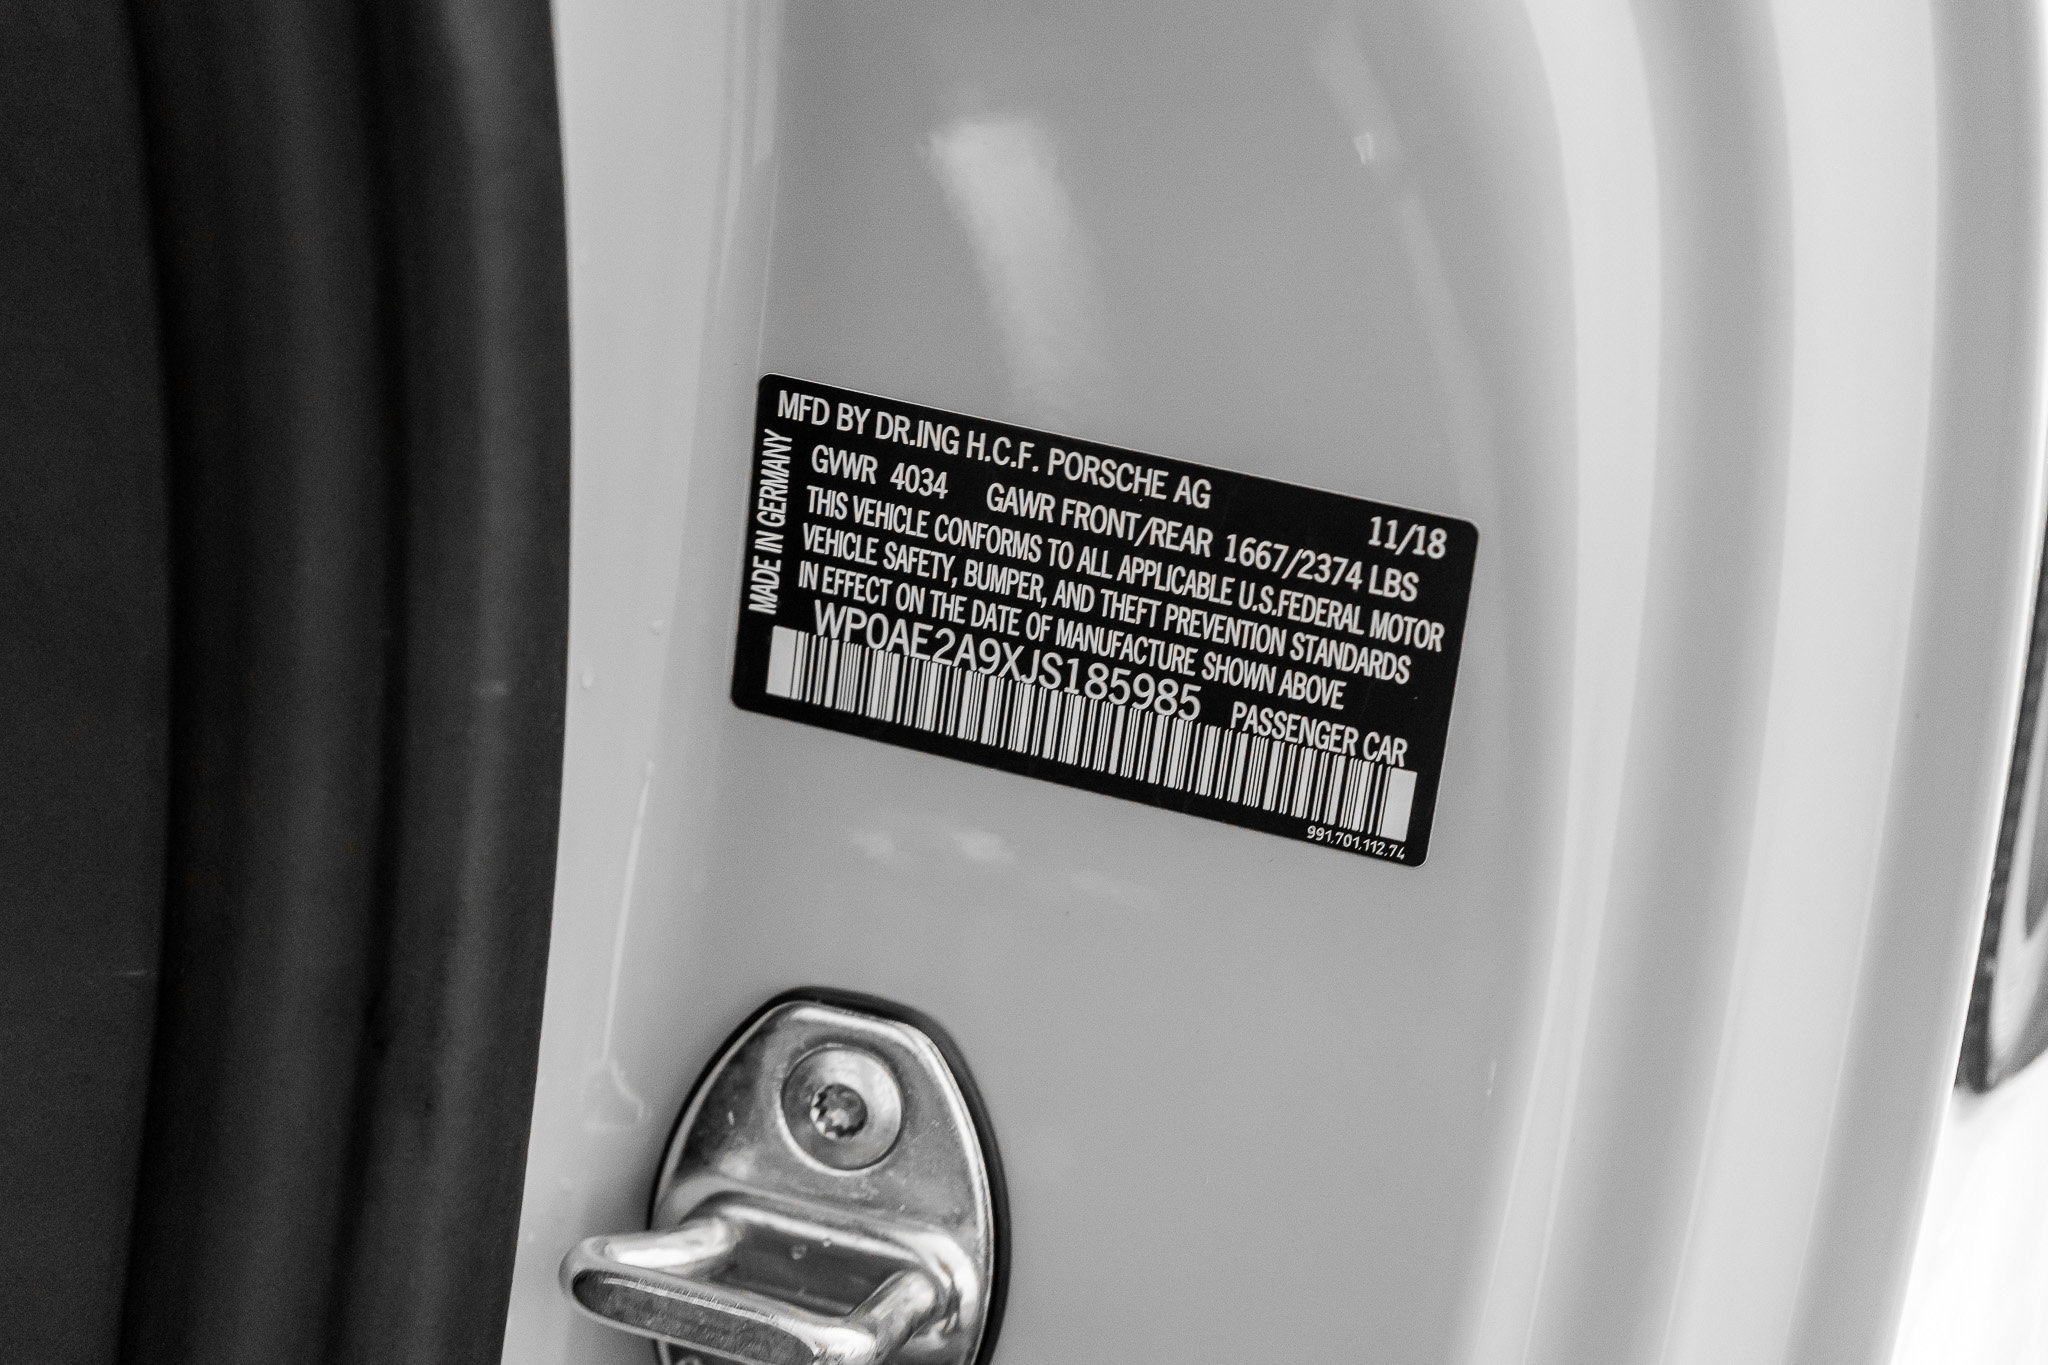 MFD BY DR.ING H.C.F. PORSCHE AG
11/18
GVWR 4034 GAWR FRONT/REAR 1667/2374 LBS
THIS VEHICLE CONFORMS TO ALL APPLICABLE U.S.FEDERAL MOTOR
VEHICLE SAFETY, BUMPER, AND THEFT PREVENTION STANDARDS
IN EFFECT ON THE DATE OF MANUFACTURE SHOWN ABOVE
WP0AE2A9XJS185985 PASSENGER CAR
991.701.112.74
MADE IN GERMANY